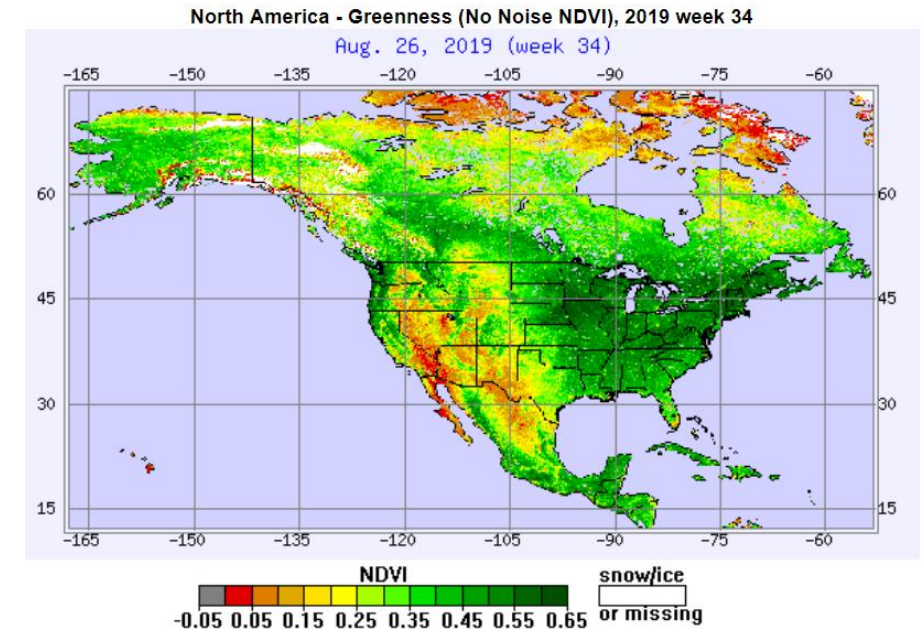 North America - Greenness (No Noise NDVI), 2019 week 34
Aug. 26, 2019 (week 34)
-165 -150 -135 -120 -105 -90 -75 -60
60 60
45 45
30 30
15 15
-165 -150 -135 -120 -105 -90 -75 -60
NDVI snow/ice
-0.05 0.05 0.15 0.25 0.35 0.45 0.55 0.65 or missing